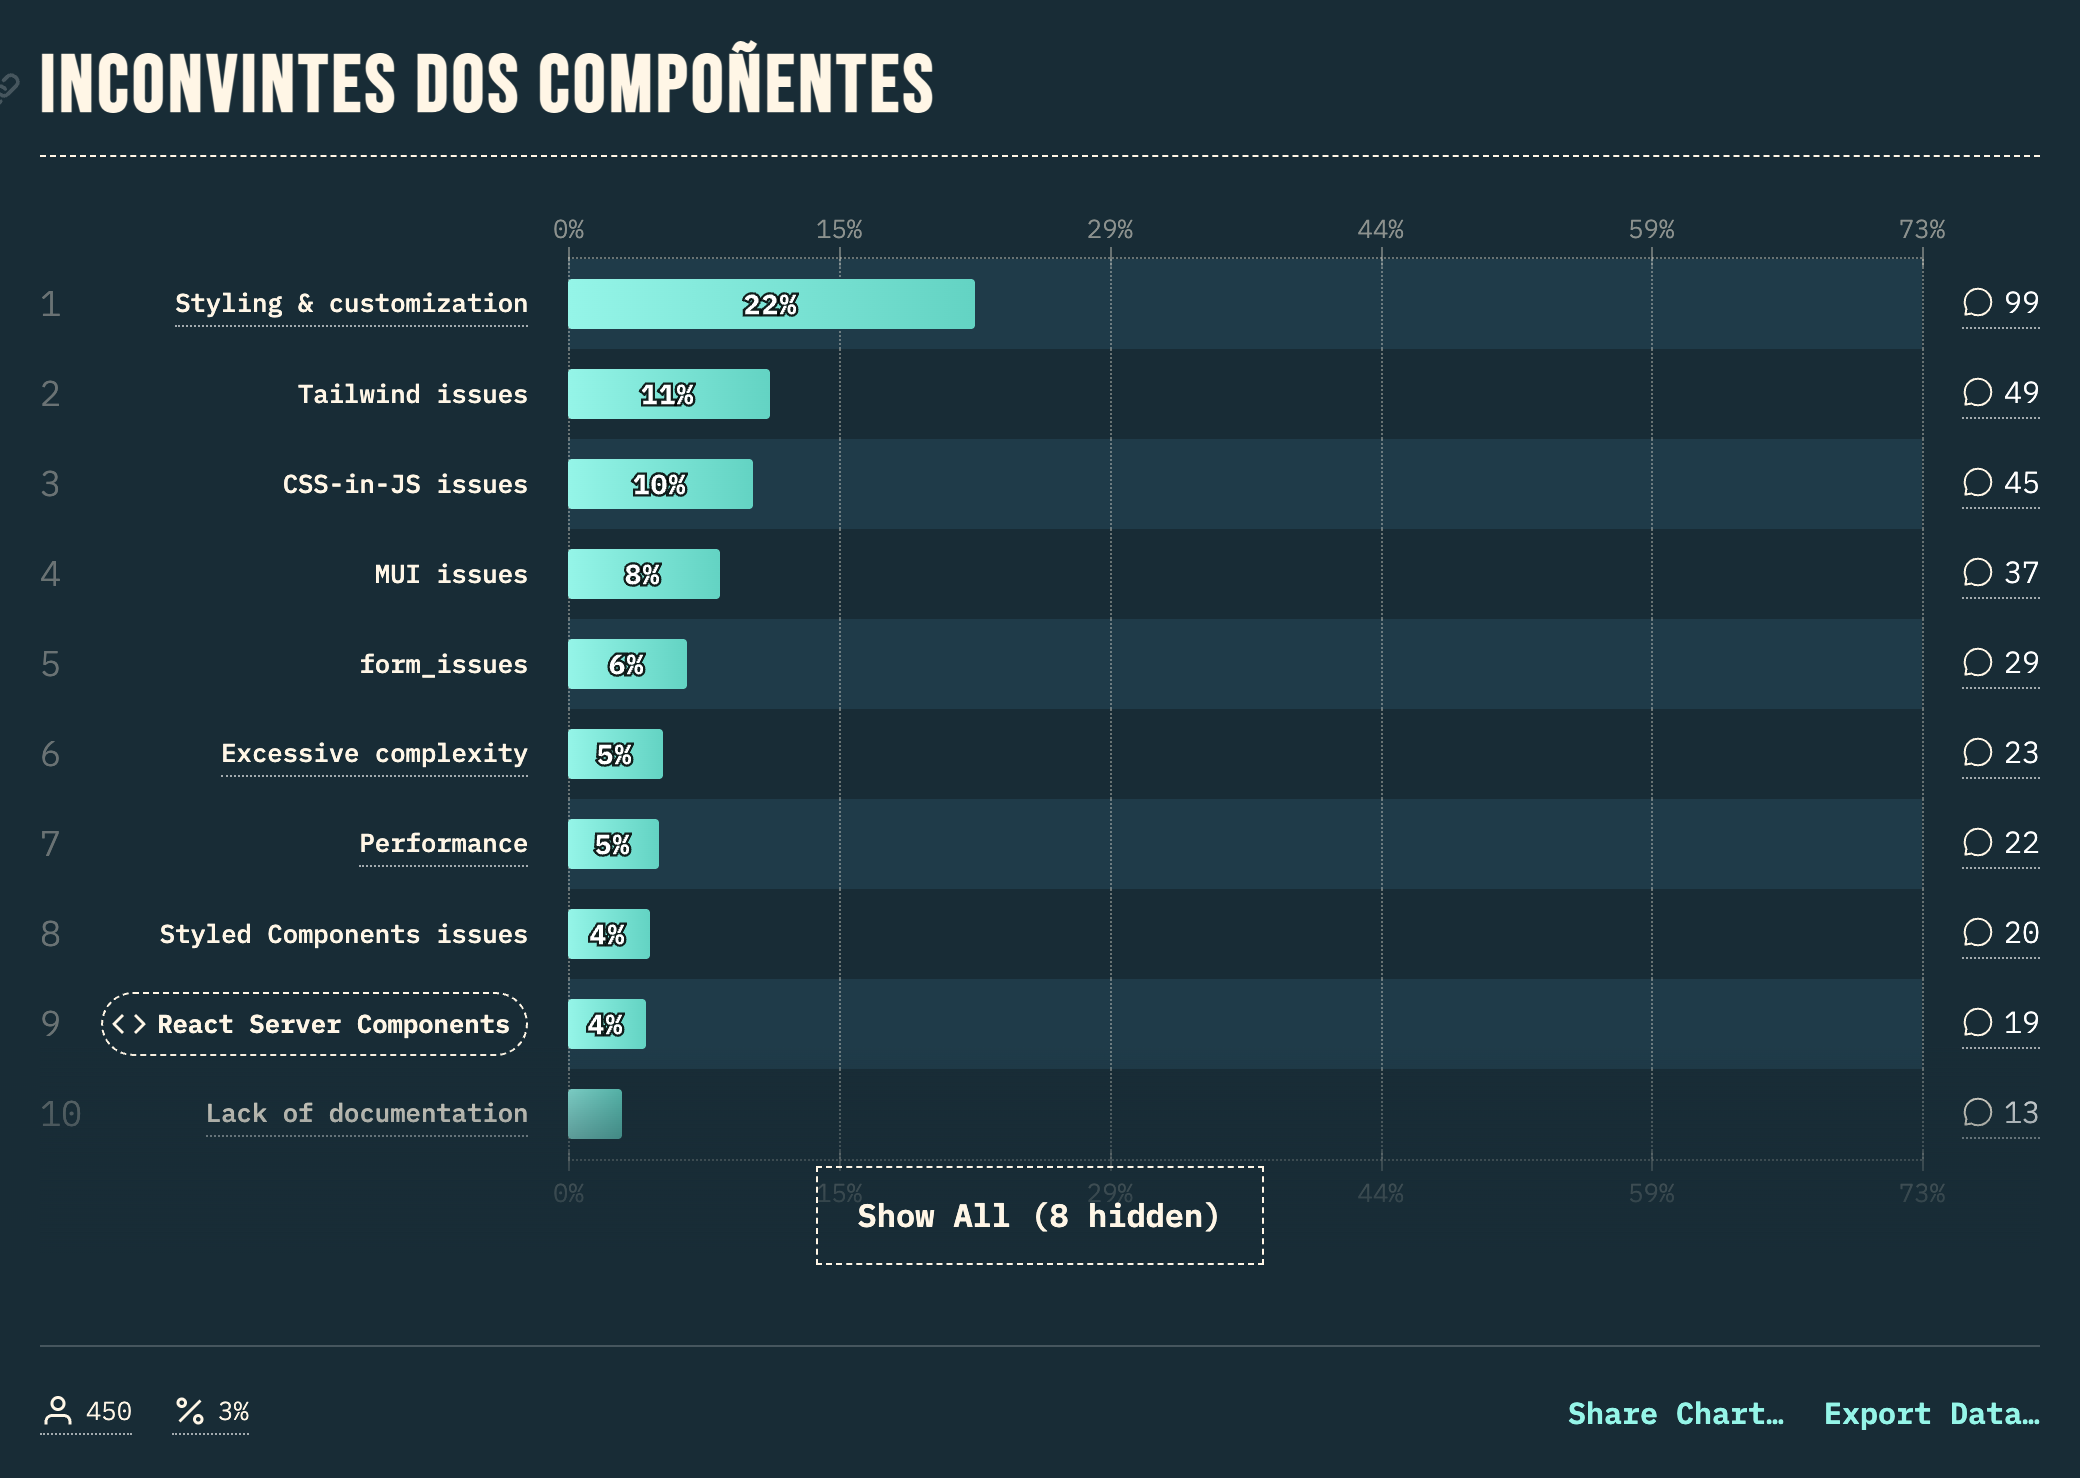 INCONVINTES DOS COMPOÑENTES
0% 15% 29% 44% 59% 73%
1 Styling & customization 22% 99
2 Tailwind issues 11% 49
3 CSS-in-JS issues 10% 45
4 MUI issues 8% 37
5 form_issues 6% 29
6 Excessive complexity 5% 23
7 Performance 5% 22
8 Styled Components issues 4% 20
9 <> React Server Components 4% 19
10 Lack of documentation 13
0% 15% 29% 44% 59% 73%
Show All (8 hidden)
450 % 3% Share Chart… Export Data…